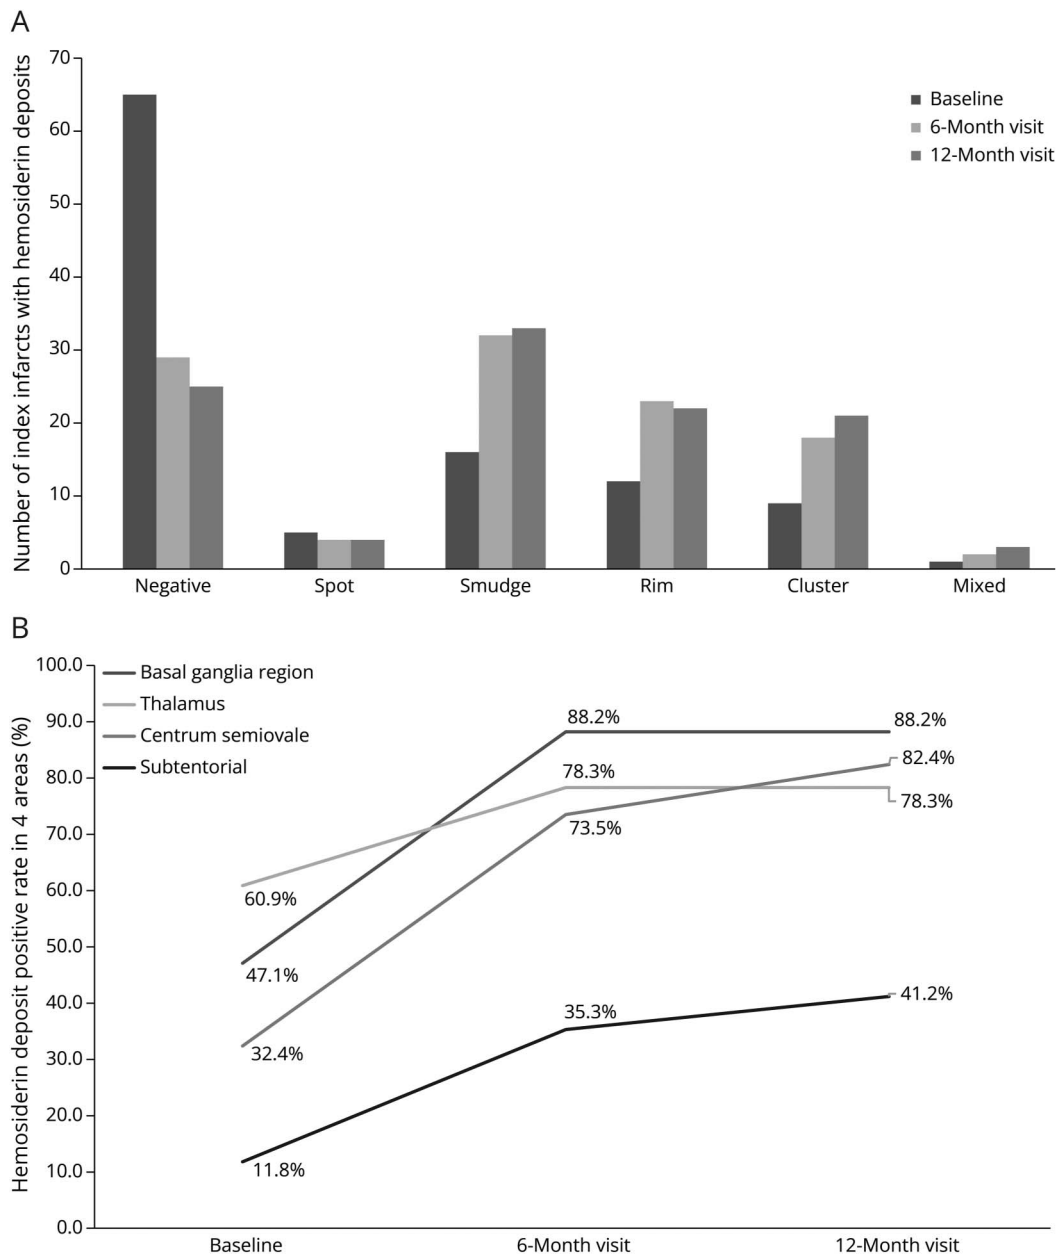 A
Number of index infarcts with hemosiderin deposits
70
60
50
40
30
20
10
0
Baseline
6-Month visit
12-Month visit
Negative
Spot
Smudge
Rim
Cluster
Mixed
B
Hemosiderin deposit positive rate in 4 areas (%)
100.0
90.0
80.0
70.0
60.0
50.0
40.0
30.0
20.0
10.0
0.0
Basal ganglia region
Thalamus
Centrum semiovale
Subtentorial
88.2%
88.2%
82.4%
78.3%
78.3%
73.5%
60.9%
47.1%
41.2%
35.3%
32.4%
11.8%
Baseline
6-Month visit
12-Month visit